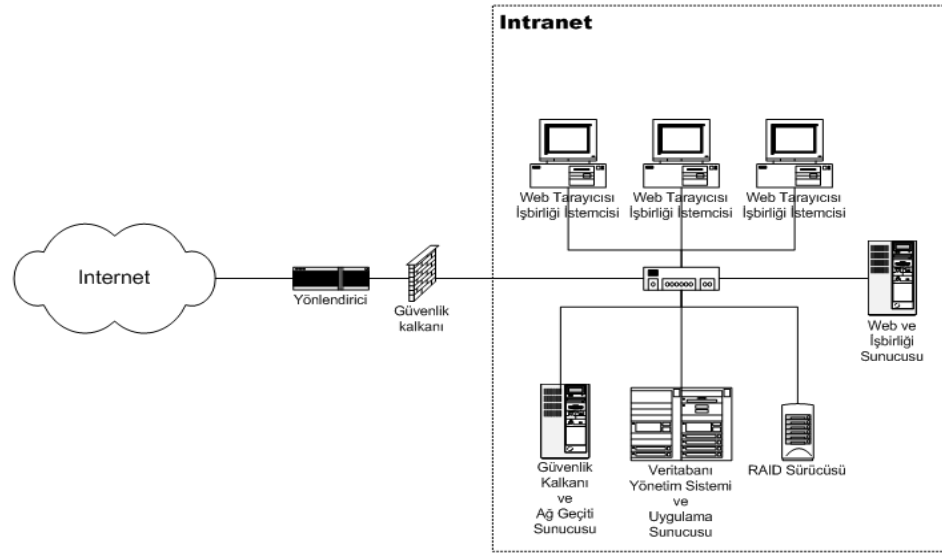 Intranet
Web Tarayıcısı
İşbirliği İstemcisi
Web Tarayıcısı
İşbirliği İstemcisi
Web Tarayıcısı
İşbirliği İstemcisi
Internet
Yönlendirici
Güvenlik
kalkanı
Web ve
İşbirliği
Sunucusu
Güvenlik
Kalkanı
ve
Ağ Geçiti
Sunucusu
Veritabanı
Yönetim Sistemi
ve
Uygulama
Sunucusu
RAID Sürücüsü